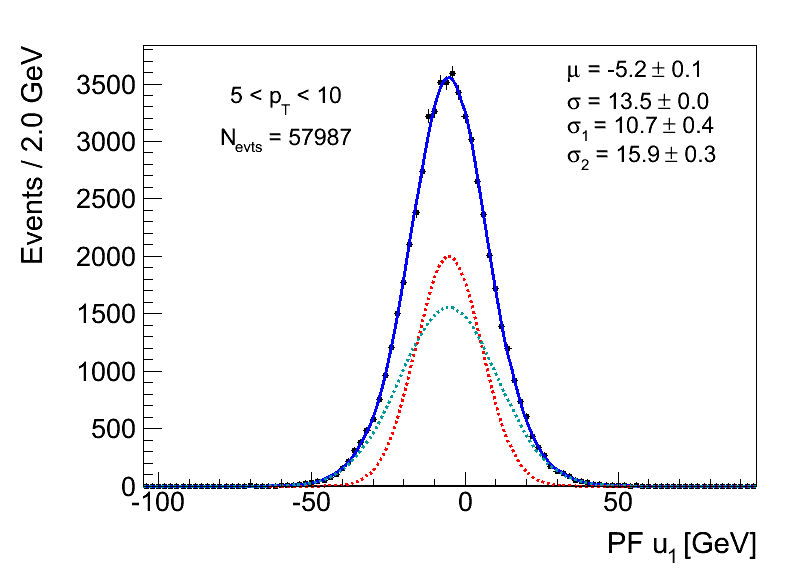 Events / 2.0 GeV
3500
3000
2500
2000
1500
1000
500
0
5 < p_T < 10
N_evts = 57987
μ = -5.2 ± 0.1
σ = 13.5 ± 0.0
σ_1 = 10.7 ± 0.4
σ_2 = 15.9 ± 0.3
-100 -50 0 50
PF u_1 [GeV]